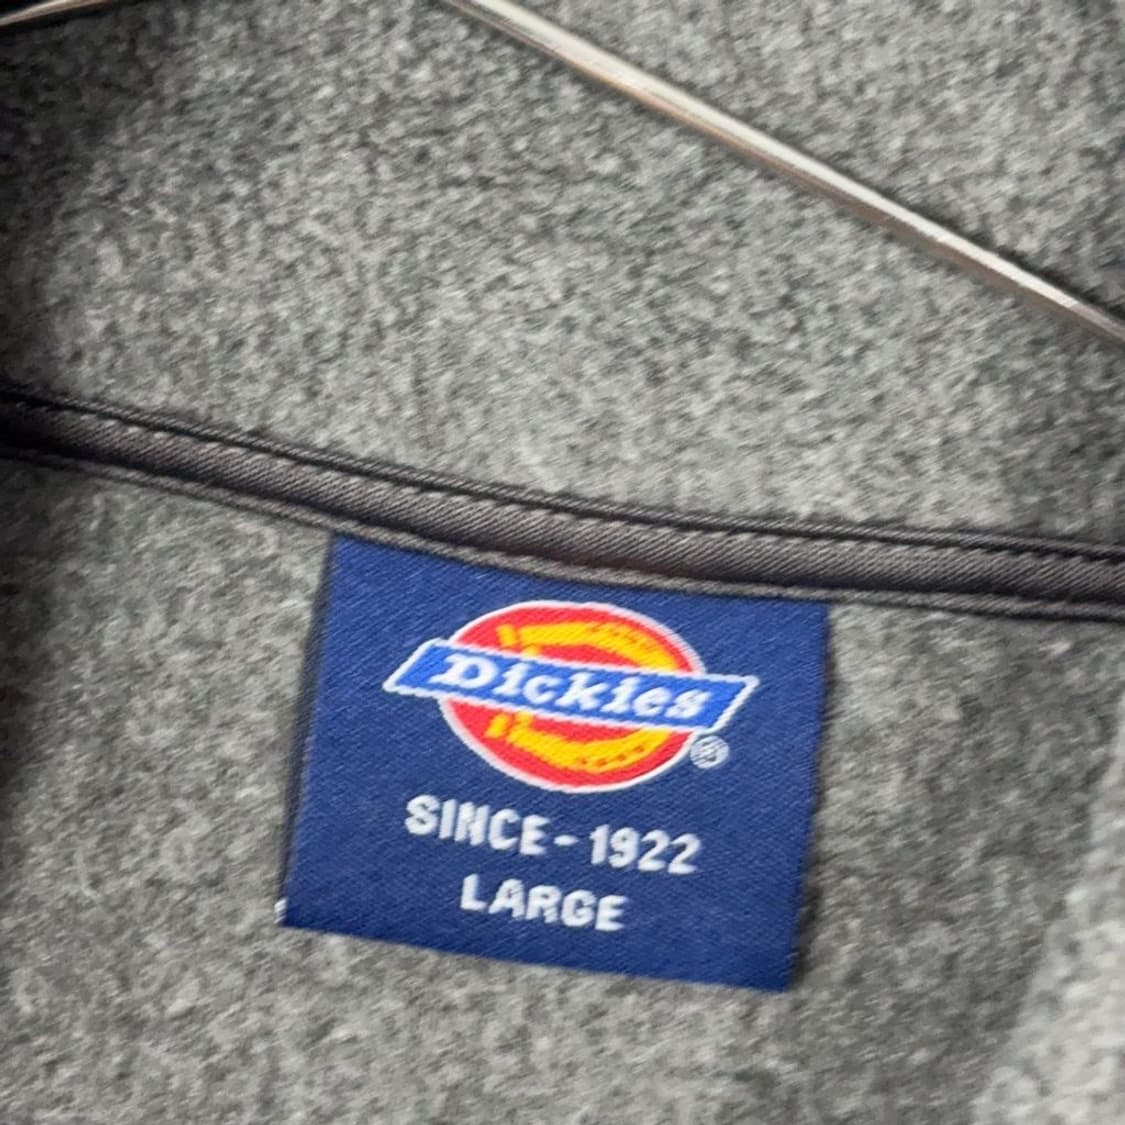 Dickies
®
SINCE-1922
LARGE